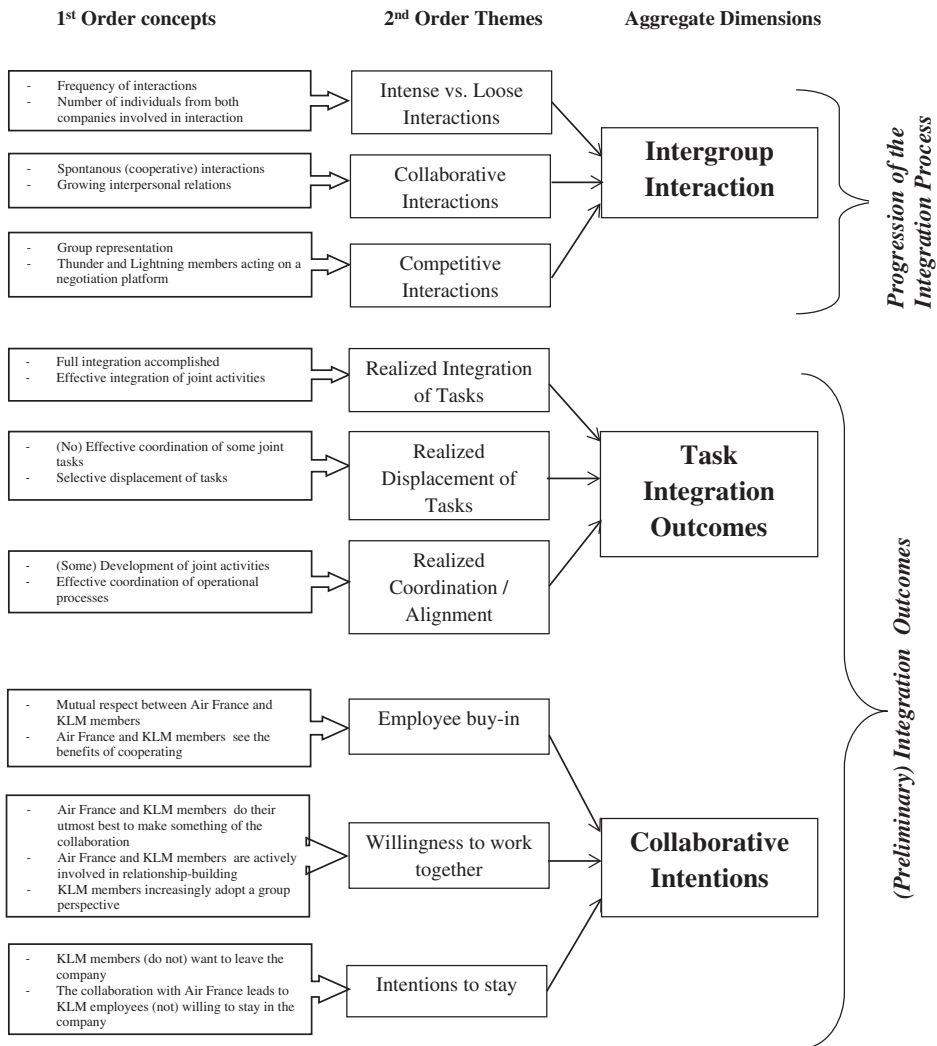 1st Order concepts
2nd Order Themes
Aggregate Dimensions
- Frequency of interactions
- Number of individuals from both
companies involved in interaction
Intense vs. Loose
Interactions
- Spontanous (cooperative) interactions
- Growing interpersonal relations
Collaborative
Interactions
- Group representation
- Thunder and Lightning members acting on a
negotiation platform
Competitive
Interactions
Intergroup
Interaction
Progression of the
Integration Process
- Full integration accomplished
- Effective integration of joint activities
Realized Integration
of Tasks
- (No) Effective coordination of some joint
tasks
- Selective displacement of tasks
Realized
Displacement of
Tasks
- (Some) Development of joint activities
- Effective coordination of operational
processes
Realized
Coordination /
Alignment
Task
Integration
Outcomes
- Mutual respect between Air France and
KLM members
- Air France and KLM members see the
benefits of cooperating
Employee buy-in
- Air France and KLM members do their
utmost best to make something of the
collaboration
- Air France and KLM members are actively
involved in relationship-building
- KLM members increasingly adopt a group
perspective
Willingness to work
together
- KLM members (do not) want to leave the
company
- The collaboration with Air France leads to
KLM employees (not) willing to stay in the
company
Intentions to stay
Collaborative
Intentions
(Preliminary) Integration Outcomes